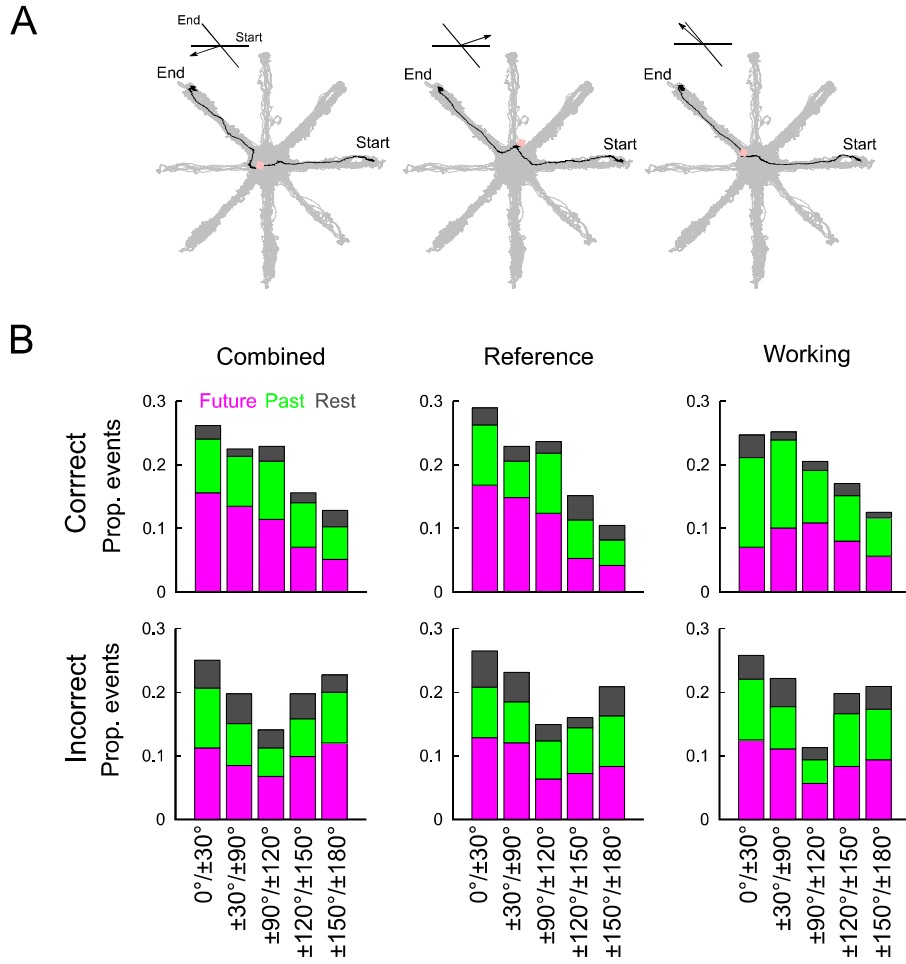 A
End
Start
End
Start
End
Start
End
Start
B
Combined
Reference
Working
Corrrect
Prop. events
0.3
0.2
0.1
0
Future Past Rest
0.3
0.2
0.1
0
0.3
0.2
0.1
0
Incorrect
Prop. events
0.3
0.2
0.1
0
0.3
0.2
0.1
0
0.3
0.2
0.1
0
0°/±30°
±30°/±90°
±90°/±120°
±120°/±150°
±150°/±180°
0°/±30°
±30°/±90°
±90°/±120°
±120°/±150°
±150°/±180°
0°/±30°
±30°/±90°
±90°/±120°
±120°/±150°
±150°/±180°